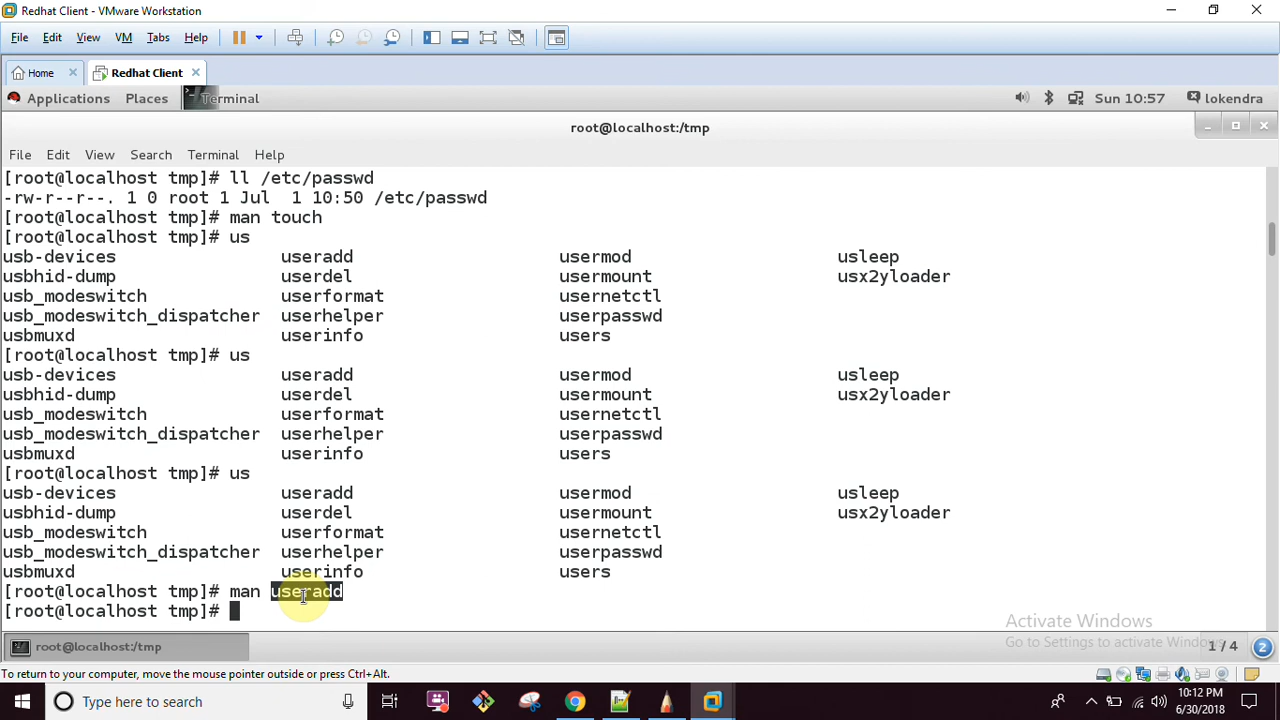 Redhat Client - VMware Workstation
File Edit View VM Tabs Help
Home Redhat Client
Applications Places Terminal Sun 10:57 lokendra
root@localhost:/tmp
File Edit View Search Terminal Help
[root@localhost tmp]# ll /etc/passwd
-rw-r--r--. 1 0 root 1 Jul  1 10:50 /etc/passwd
[root@localhost tmp]# man touch
[root@localhost tmp]# us
usb-devices useradd usermod usleep
usbhid-dump userdel usermount usx2yloader
usb_modeswitch userformat usernetctl
usb_modeswitch_dispatcher userhelper userpasswd
usbmuxd userinfo users
[root@localhost tmp]# us
usb-devices useradd usermod usleep
usbhid-dump userdel usermount usx2yloader
usb_modeswitch userformat usernetctl
usb_modeswitch_dispatcher userhelper userpasswd
usbmuxd userinfo users
[root@localhost tmp]# us
usb-devices useradd usermod usleep
usbhid-dump userdel usermount usx2yloader
usb_modeswitch userformat usernetctl
usb_modeswitch_dispatcher userhelper userpasswd
usbmuxd userinfo users
[root@localhost tmp]# man useradd
[root@localhost tmp]#
Activate Windows
Go to Settings to activate Windows.
root@localhost:/tmp 1 / 4 2
To return to your computer, move the mouse pointer outside or press Ctrl+Alt.
Type here to search
10:12 PM
6/30/2018